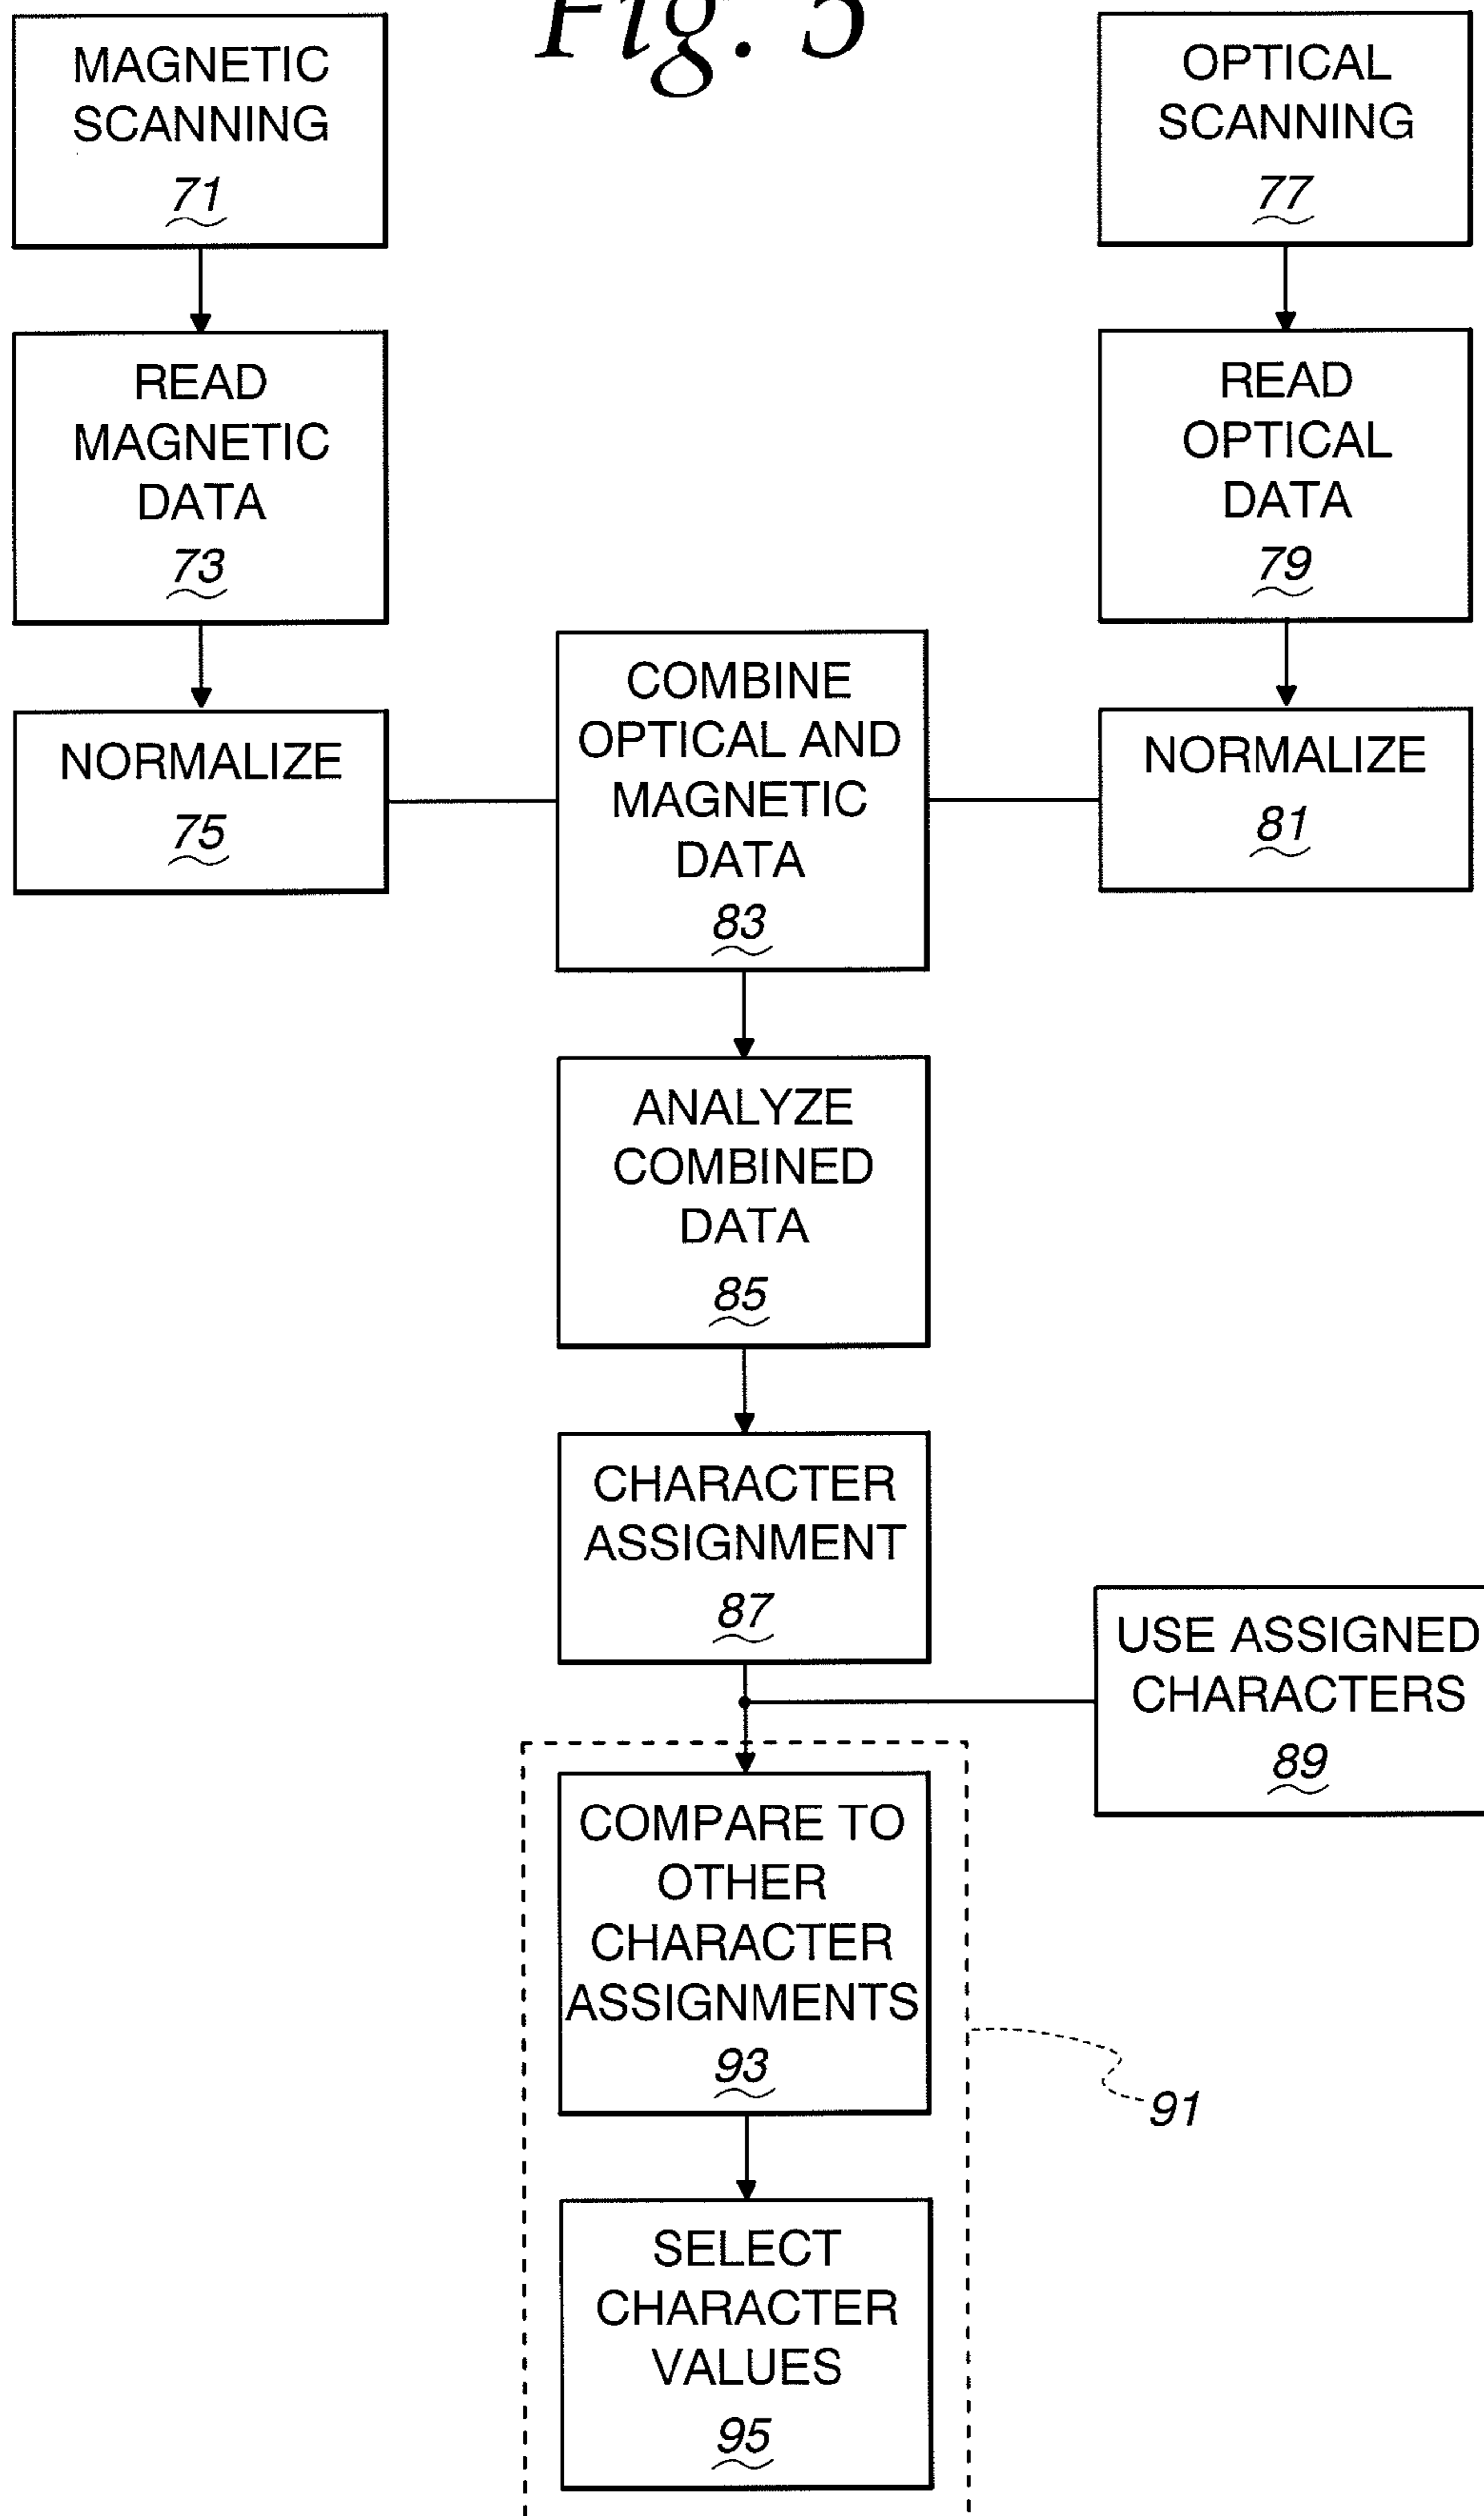 Fig. 5
MAGNETIC
SCANNING
71
OPTICAL
SCANNING
77
READ
MAGNETIC
DATA
73
READ
OPTICAL
DATA
79
NORMALIZE
75
COMBINE
OPTICAL AND
MAGNETIC
DATA
83
NORMALIZE
81
ANALYZE
COMBINED
DATA
85
CHARACTER
ASSIGNMENT
87
USE ASSIGNED
CHARACTERS
89
COMPARE TO
OTHER
CHARACTER
ASSIGNMENTS
93
91
SELECT
CHARACTER
VALUES
95